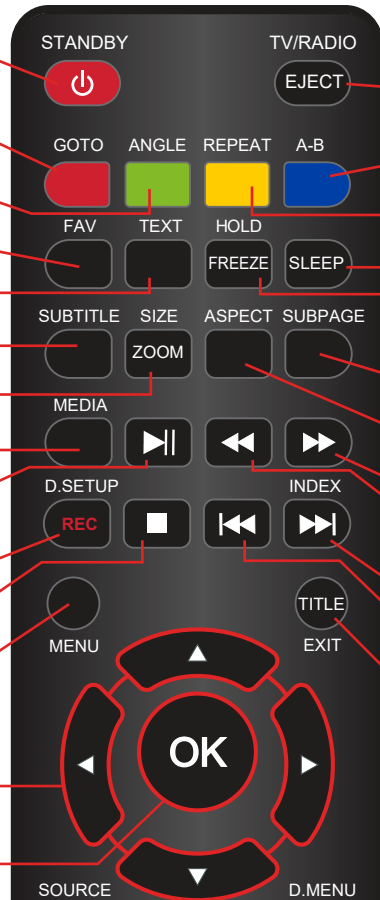 STANDBY TV/RADIO
EJECT
GOTO ANGLE REPEAT A-B
FAV TEXT HOLD
FREEZE SLEEP
SUBTITLE SIZE ASPECT SUBPAGE
ZOOM
MEDIA
D.SETUP INDEX
REC
TITLE
MENU EXIT
OK
SOURCE D.MENU